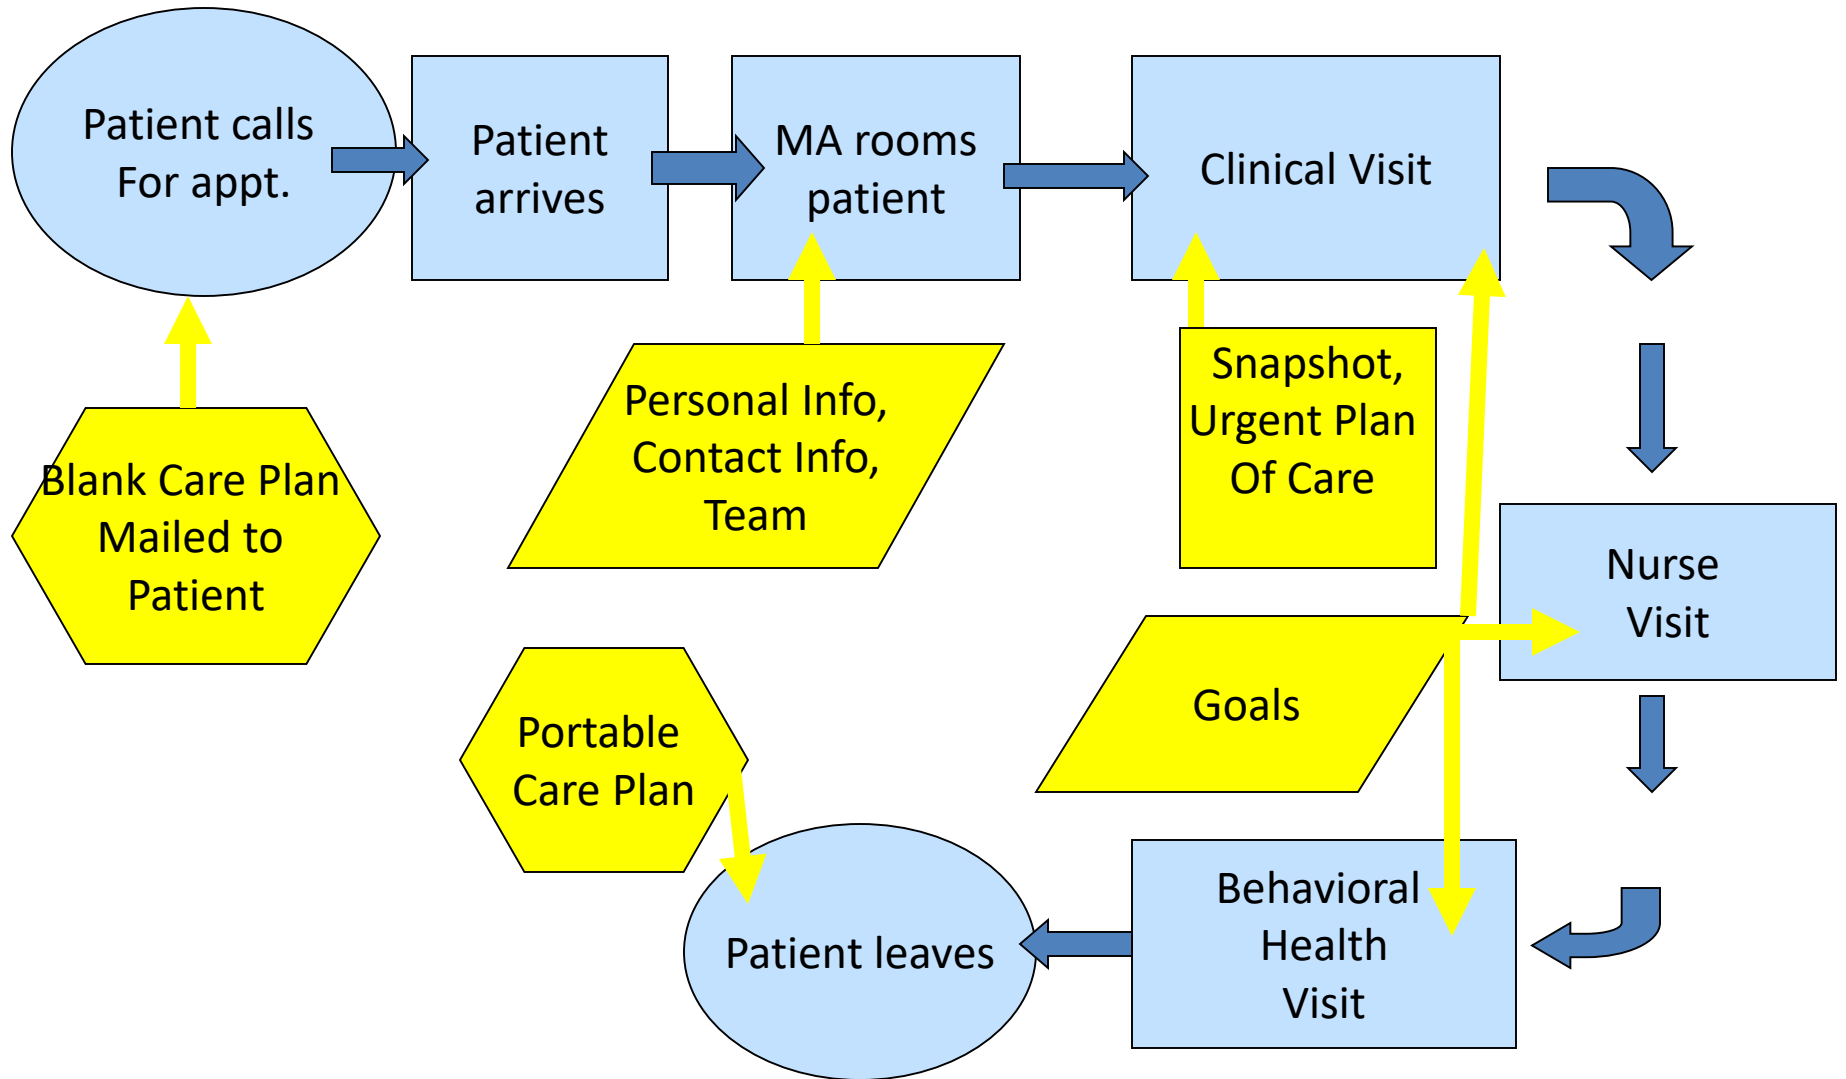 Patient calls
For appt.
Patient
arrives
MA rooms
patient
Clinical Visit
Blank Care Plan
Mailed to
Patient
Personal Info,
Contact Info,
Team
Snapshot,
Urgent Plan
Of Care
Nurse
Visit
Goals
Portable
Care Plan
Behavioral
Health
Visit
Patient leaves